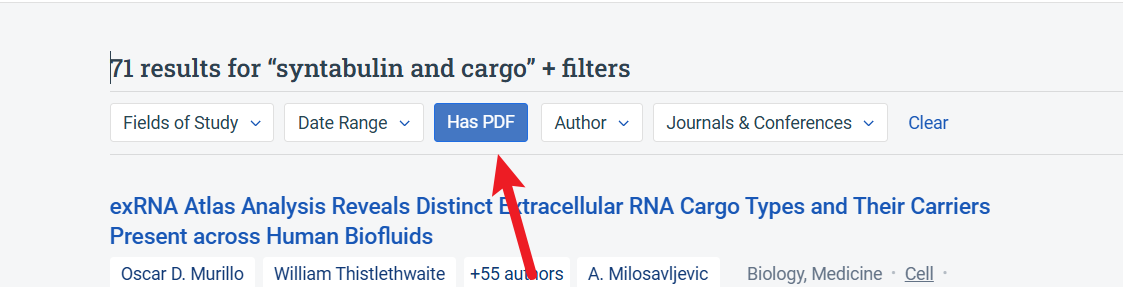 71 results for “syntabulin and cargo” + filters
Fields of Study Date Range Has PDF Author Journals & Conferences Clear
exRNA Atlas Analysis Reveals Distinct Extracellular RNA Cargo Types and Their Carriers
Present across Human Biofluids
Oscar D. Murillo William Thistlethwaite +55 authors A. Milosavljevic Biology, Medicine · Cell ·